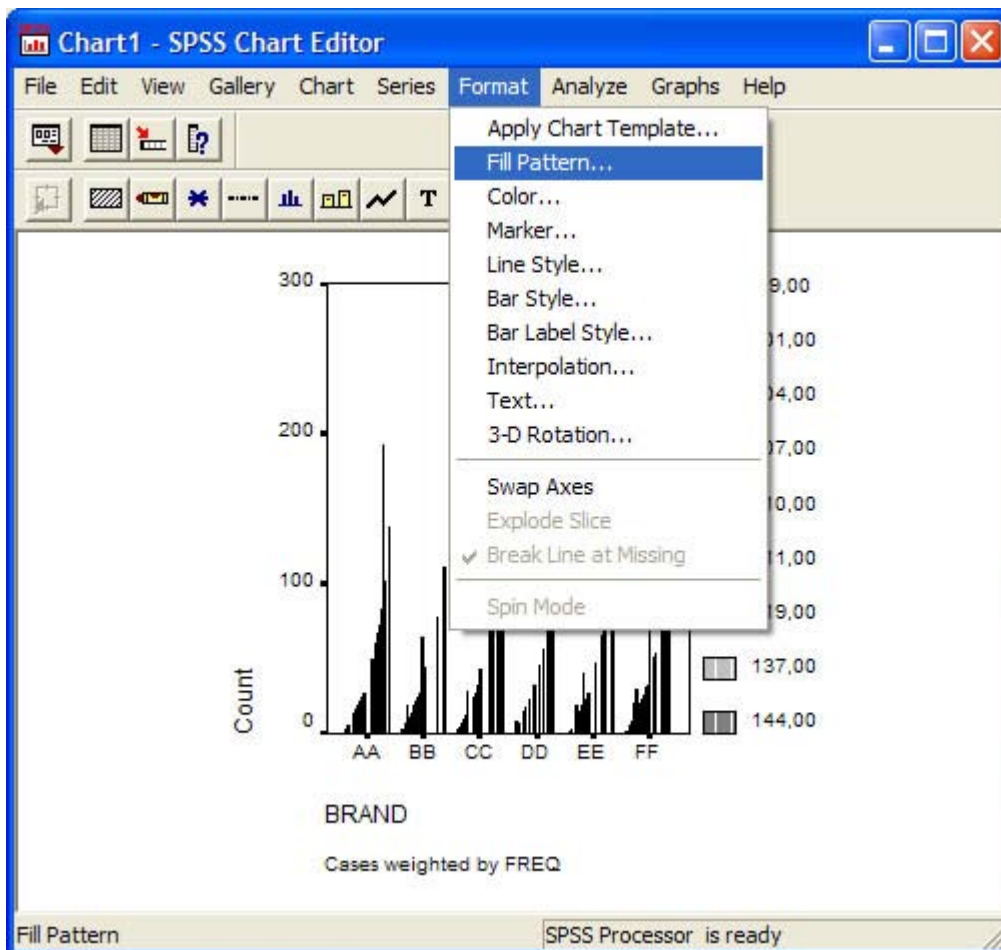 Chart1 - SPSS Chart Editor
File Edit View Gallery Chart Series Format Analyze Graphs Help
T
Apply Chart Template...
Fill Pattern...
Color...
Marker...
Line Style...
Bar Style...
Bar Label Style...
Interpolation...
Text...
3-D Rotation...
Swap Axes
Explode Slice
Break Line at Missing
Spin Mode
300
200
100
0
Count
AA BB CC DD EE FF
BRAND
Cases weighted by FREQ
137,00
144,00
Fill Pattern
SPSS Processor is ready